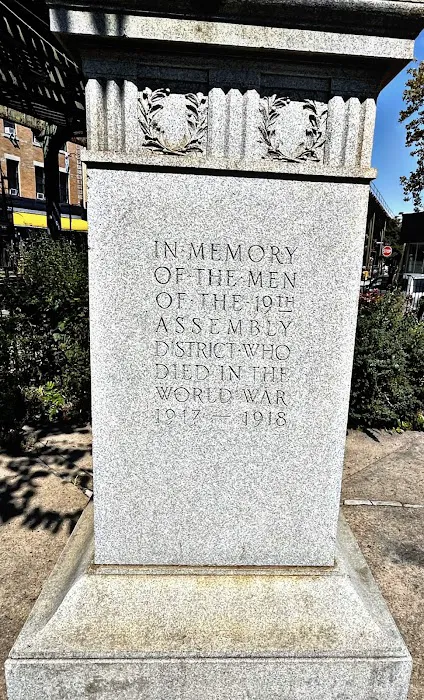 IN·MEMORY
OF·THE·MEN
OF·THE·19TH
ASSEMBLY
DISTRICT·WHO
DIED IN THE
WORLD WAR
1917 — 1918